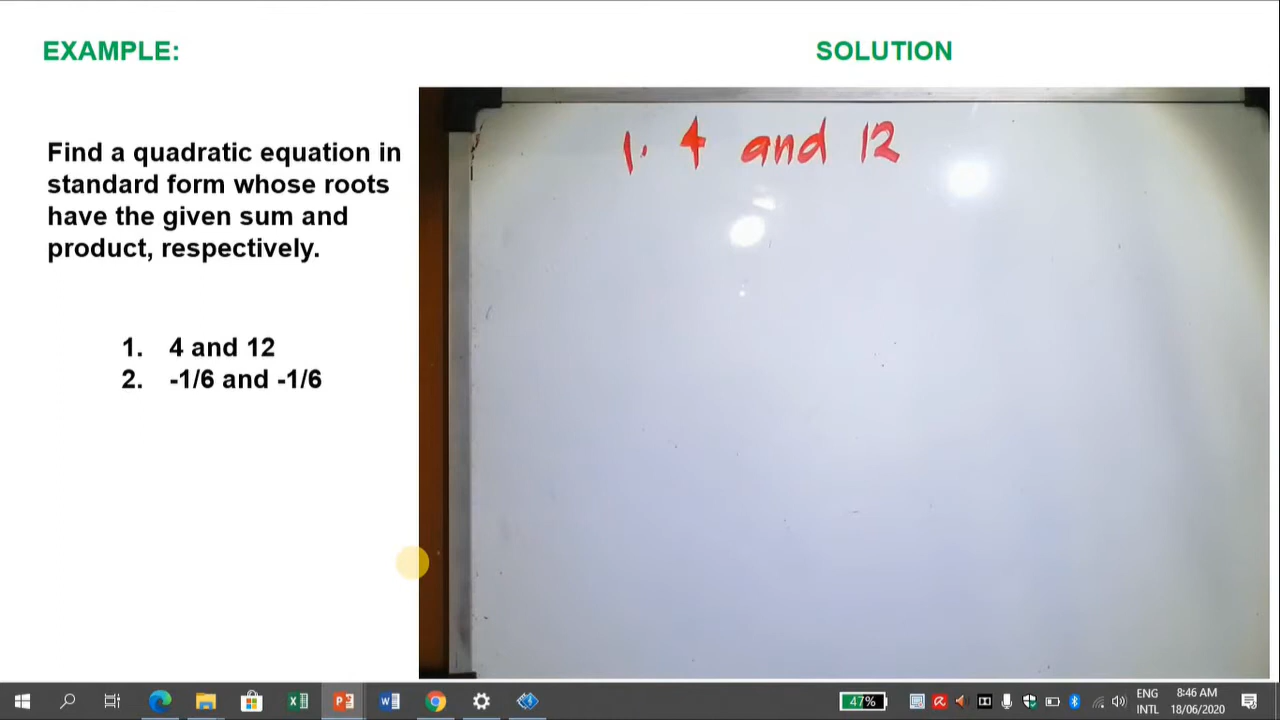 EXAMPLE:
SOLUTION
Find a quadratic equation in
standard form whose roots
have the given sum and
product, respectively.
1. 4 and 12
2. -1/6 and -1/6
1. 4 and 12
47%
ENG
INTL
8:46 AM
18/06/2020